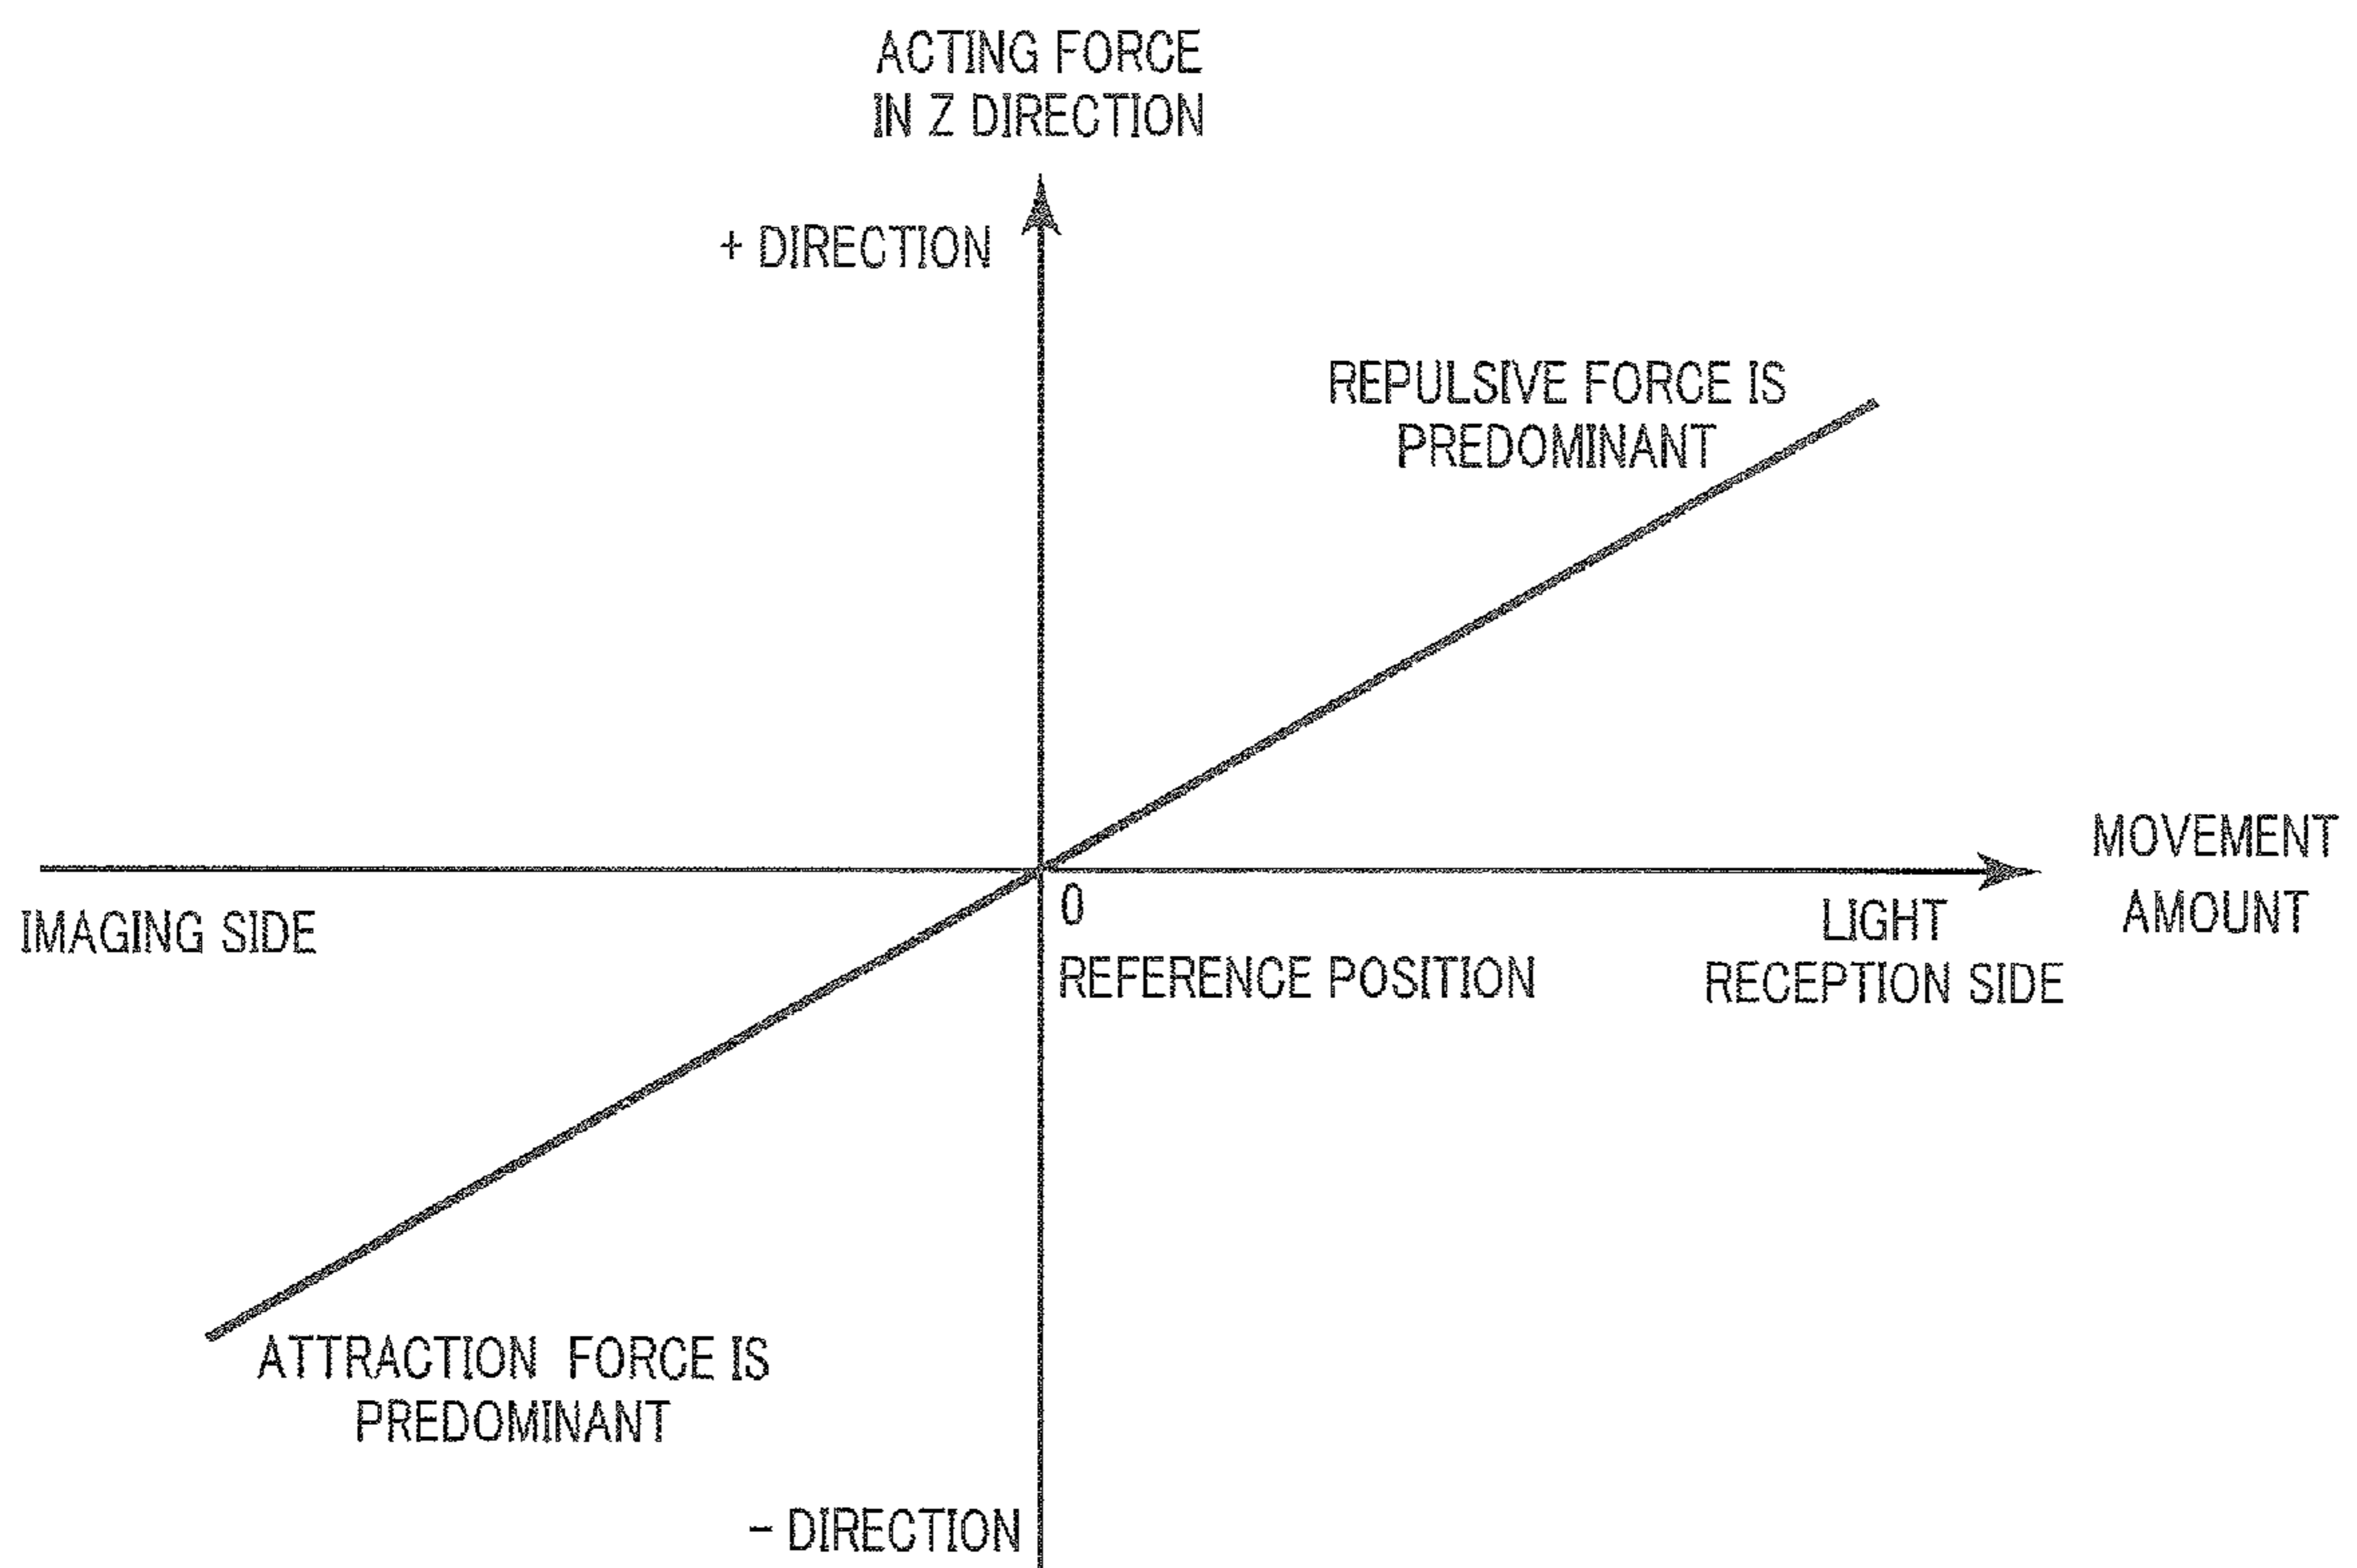 ACTING FORCE
IN Z DIRECTION
+ DIRECTION
REPULSIVE FORCE IS
PREDOMINANT
MOVEMENT
AMOUNT
IMAGING SIDE
0
REFERENCE POSITION
LIGHT
RECEPTION SIDE
ATTRACTION FORCE IS
PREDOMINANT
- DIRECTION